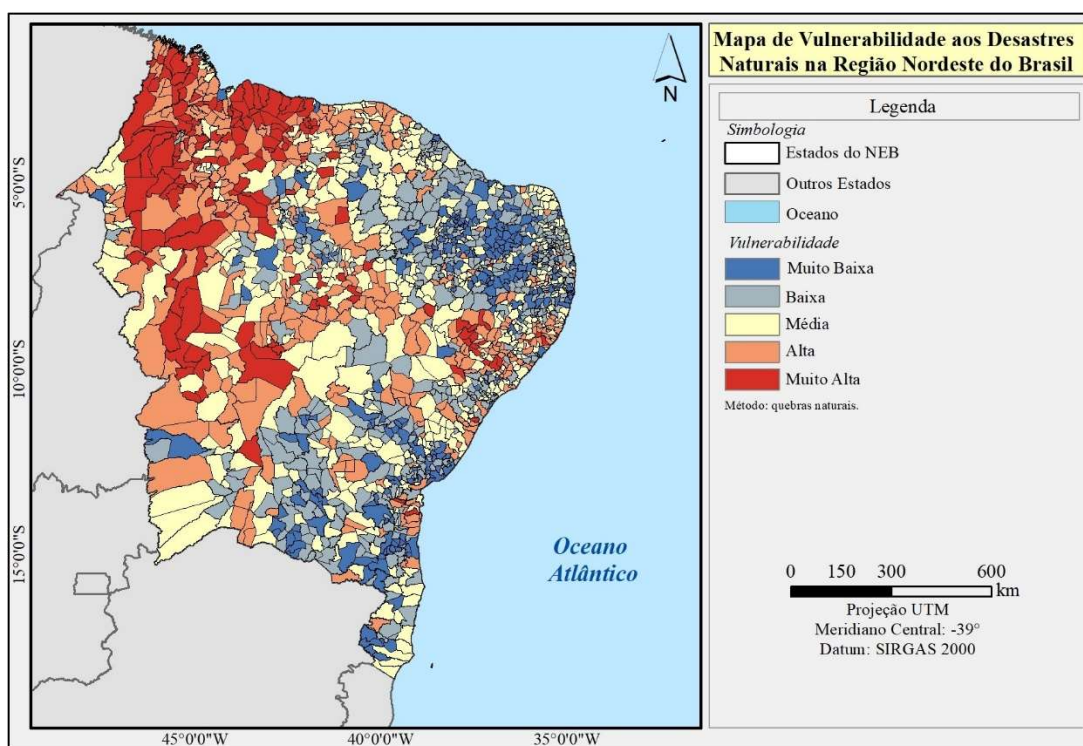 Mapa de Vulnerabilidade aos Desastres
Naturais na Região Nordeste do Brasil
Legenda
Simbologia
Estados do NEB
Outros Estados
Oceano
Vulnerabilidade
Muito Baixa
Baixa
Média
Alta
Muito Alta
Método: quebras naturais.
N
5°0'0"S
10°0'0"S
15°0'0"S
Oceano
Atlântico
0 150 300 600
km
Projeção UTM
Meridiano Central: -39°
Datum: SIRGAS 2000
45°0'0"W 40°0'0"W 35°0'0"W